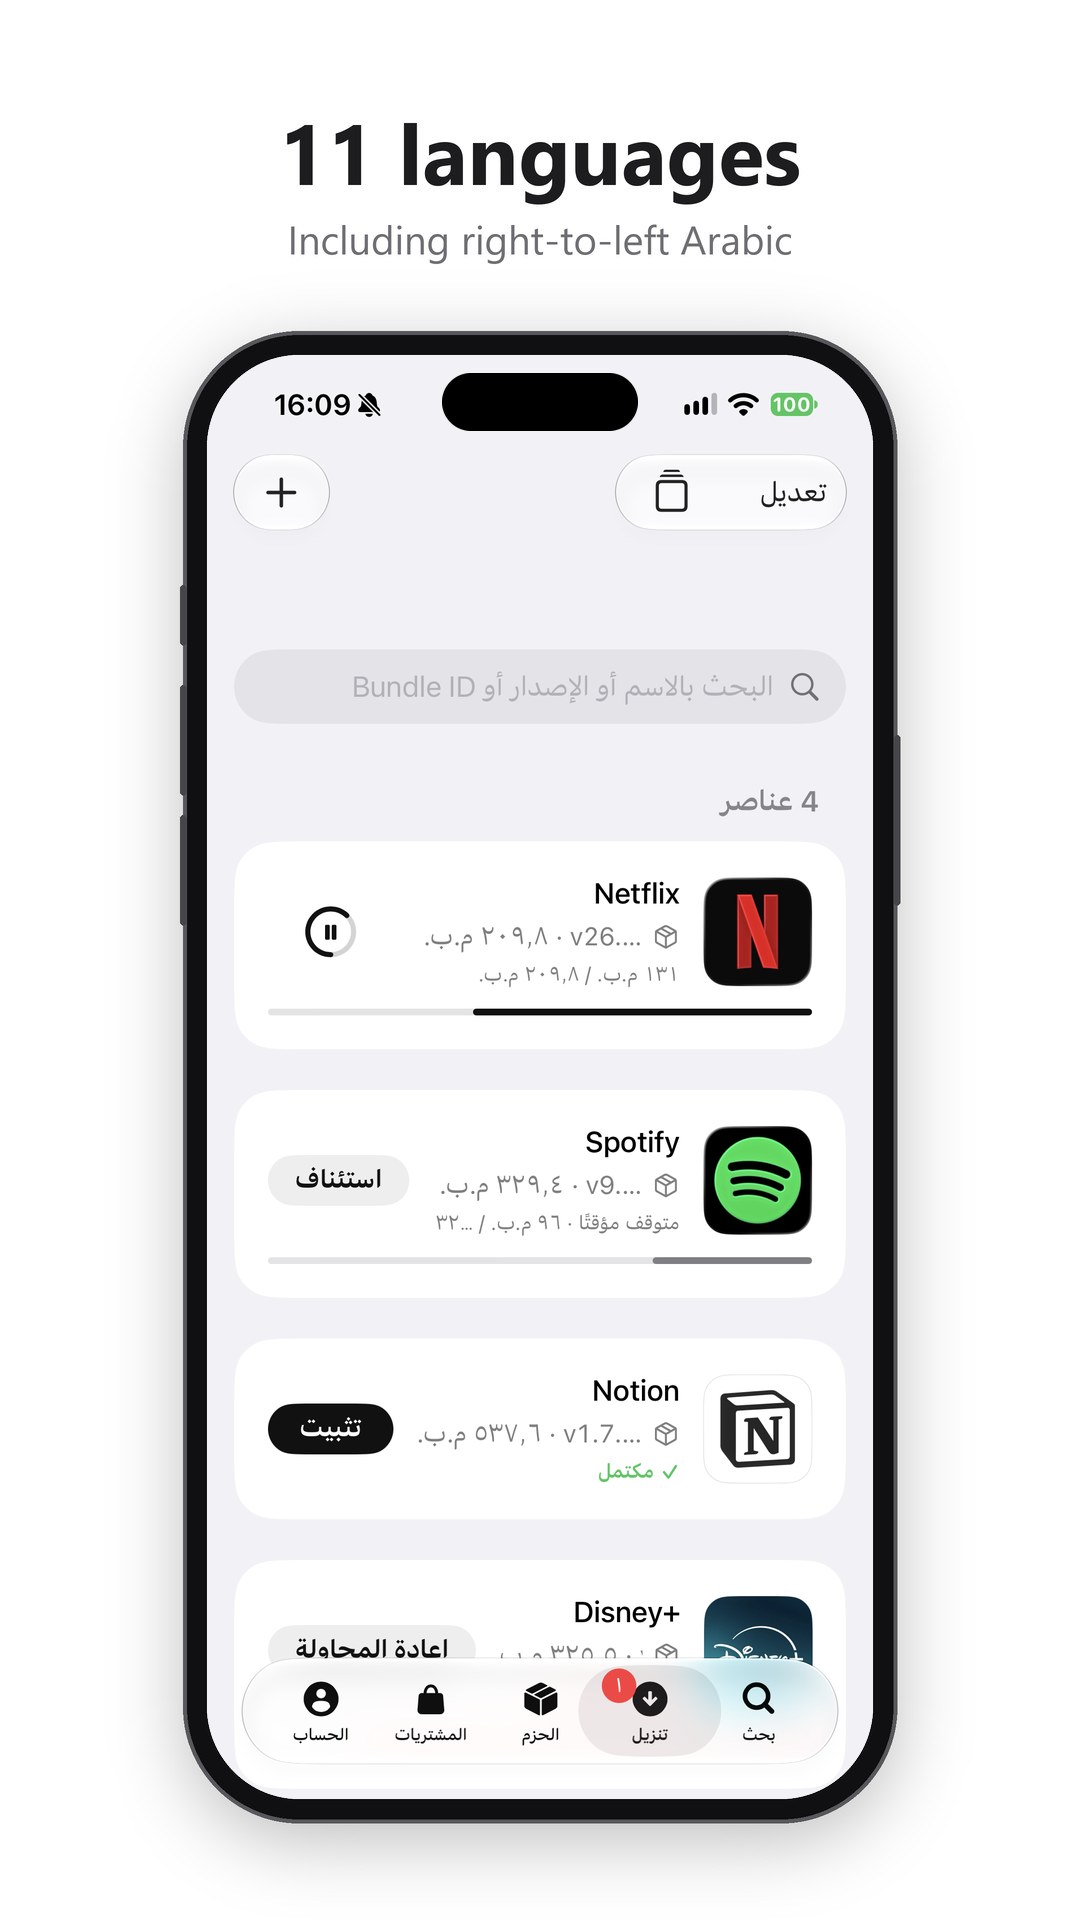 11 languages
Including right-to-left Arabic
16:09
100
تعديل
البحث بالاسم أو الإصدار أو Bundle ID
4 عناصر
Netflix
v26.... · ٢٠٩,٨ م.ب.
١٣١ م.ب. / ٢٠٩,٨ م.ب.
Spotify
v9.... · ٣٢٩,٤ م.ب.
متوقف مؤقتًا · ٩٦ م.ب. / ...٣٢
استئناف
Notion
v1.7.... · ٥٣٧,٦ م.ب.
مكتمل
تثبيت
Disney+
إعادة المحاولة
Disney+
١
بحث
تنزيل
الحزم
المشتريات
الحساب